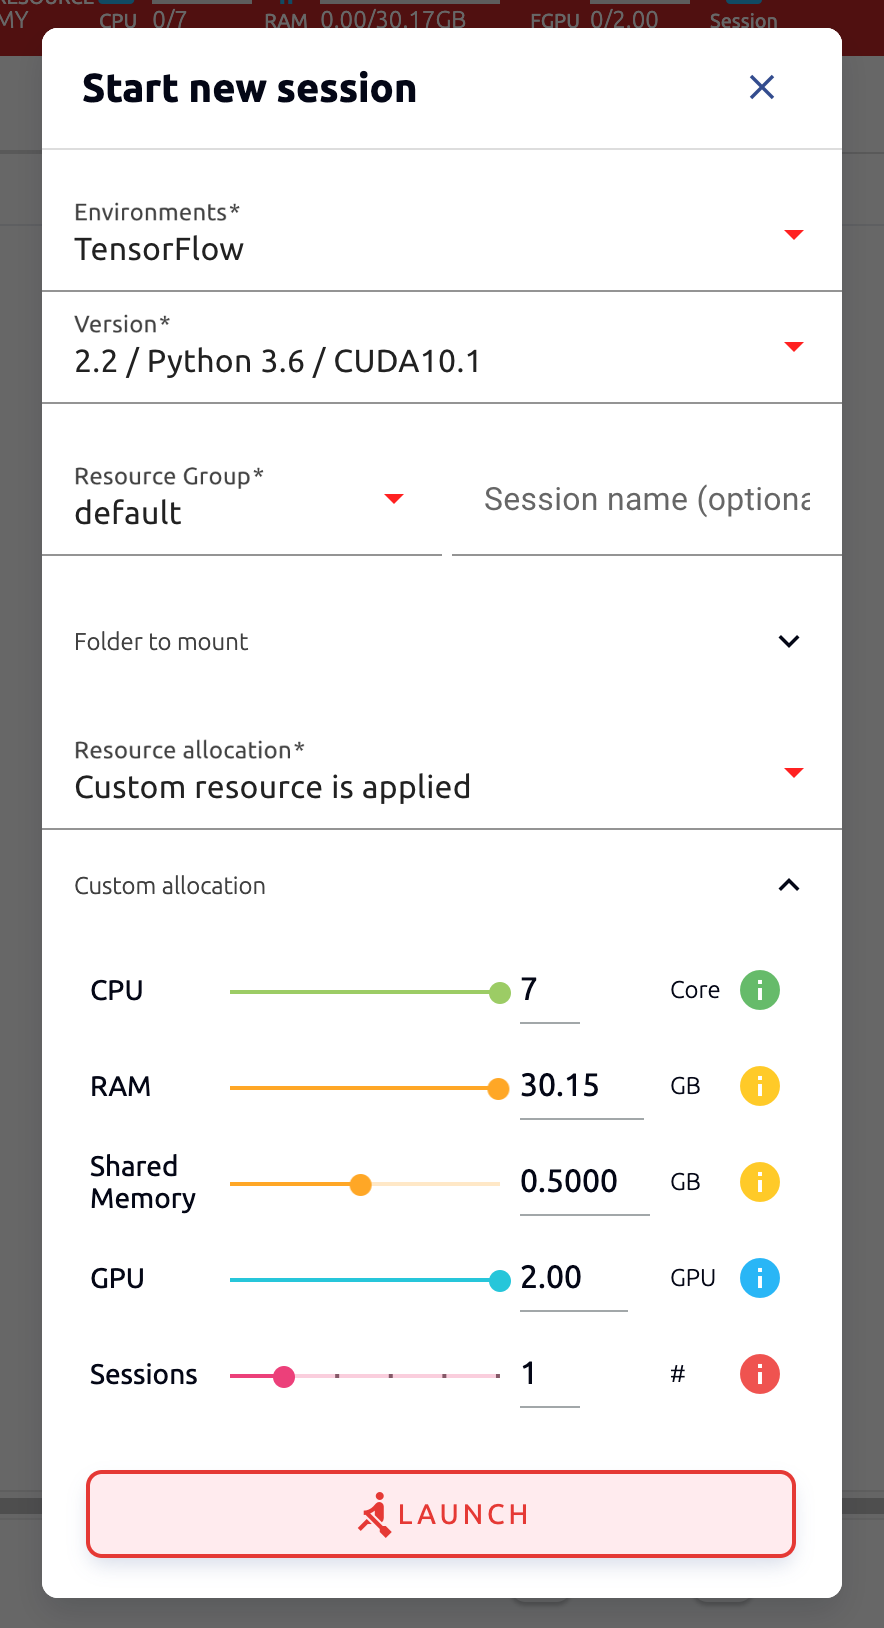 MY CPU 0/7 RAM 0.00/30.17GB FGPU 0/2.00 Session
Start new session
Environments*
TensorFlow
Version*
2.2 / Python 3.6 / CUDA10.1
Resource Group*
default
Session name (optiona
Folder to mount
Resource allocation*
Custom resource is applied
Custom allocation
CPU 7 Core
RAM 30.15 GB
Shared
Memory 0.5000 GB
GPU 2.00 GPU
Sessions 1 #
LAUNCH